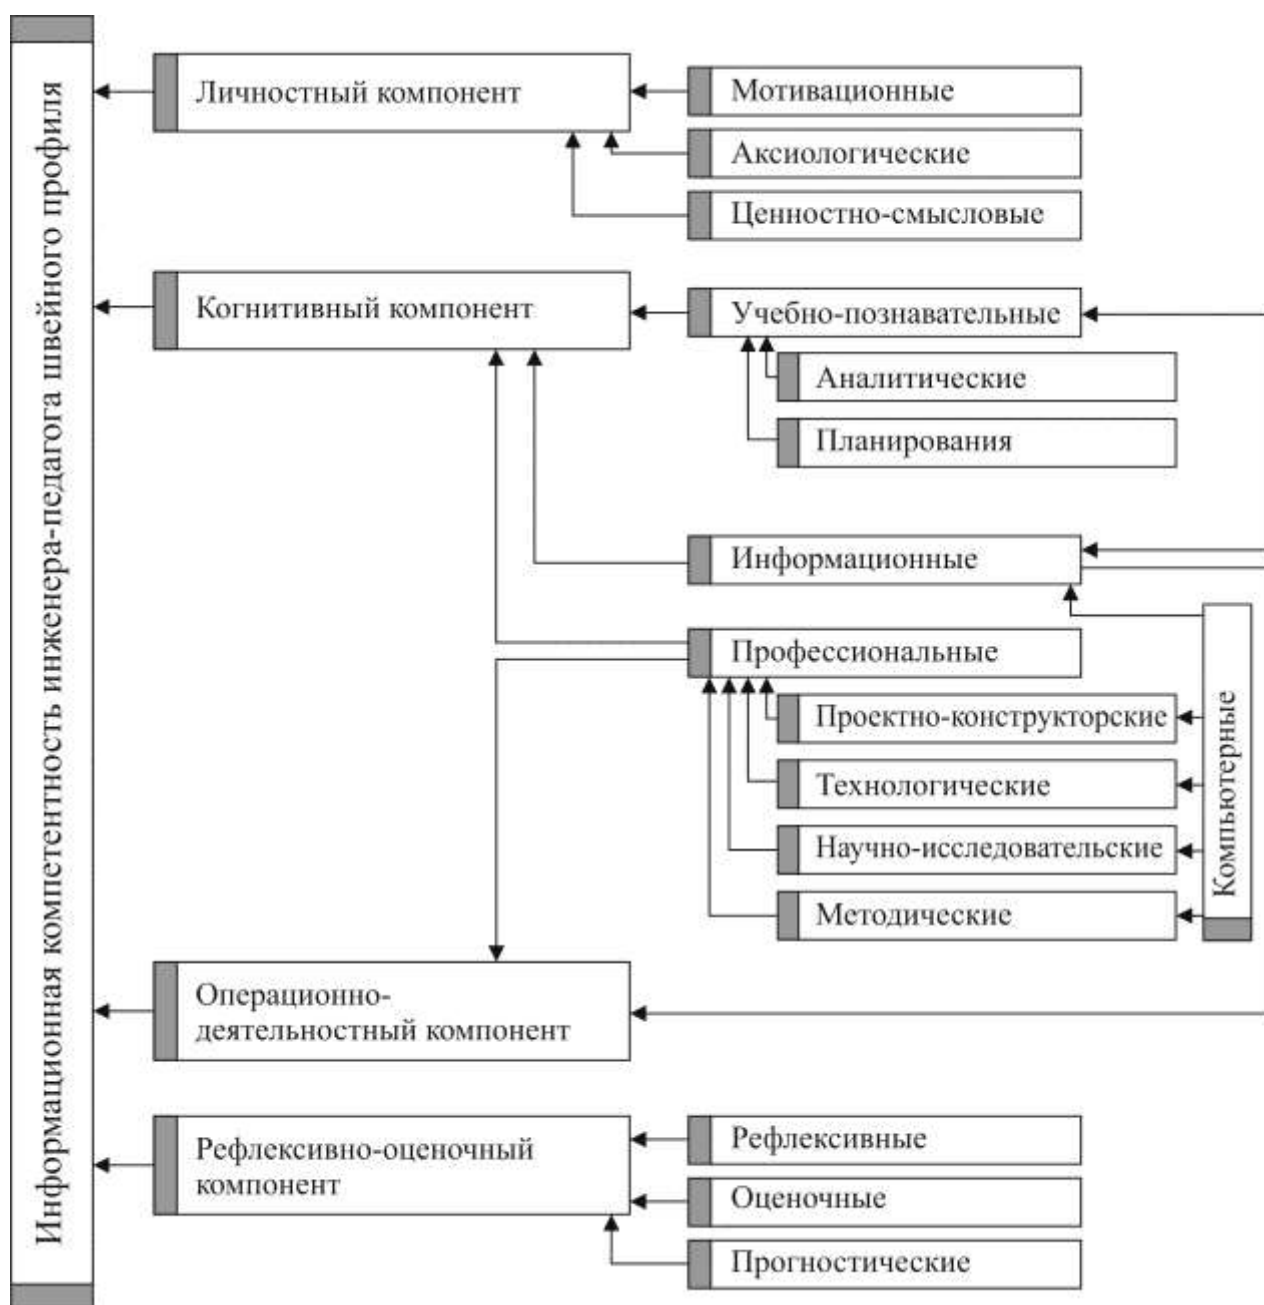 Информационная компетентность инженера-педагога швейного профиля
Личностный компонент
Мотивационные
Аксиологические
Ценностно-смысловые
Когнитивный компонент
Учебно-познавательные
Аналитические
Планирования
Информационные
Профессиональные
Проектно-конструкторские
Технологические
Научно-исследовательские
Методические
Компьютерные
Операционно-
деятельностный компонент
Рефлексивно-оценочный
компонент
Рефлексивные
Оценочные
Прогностические